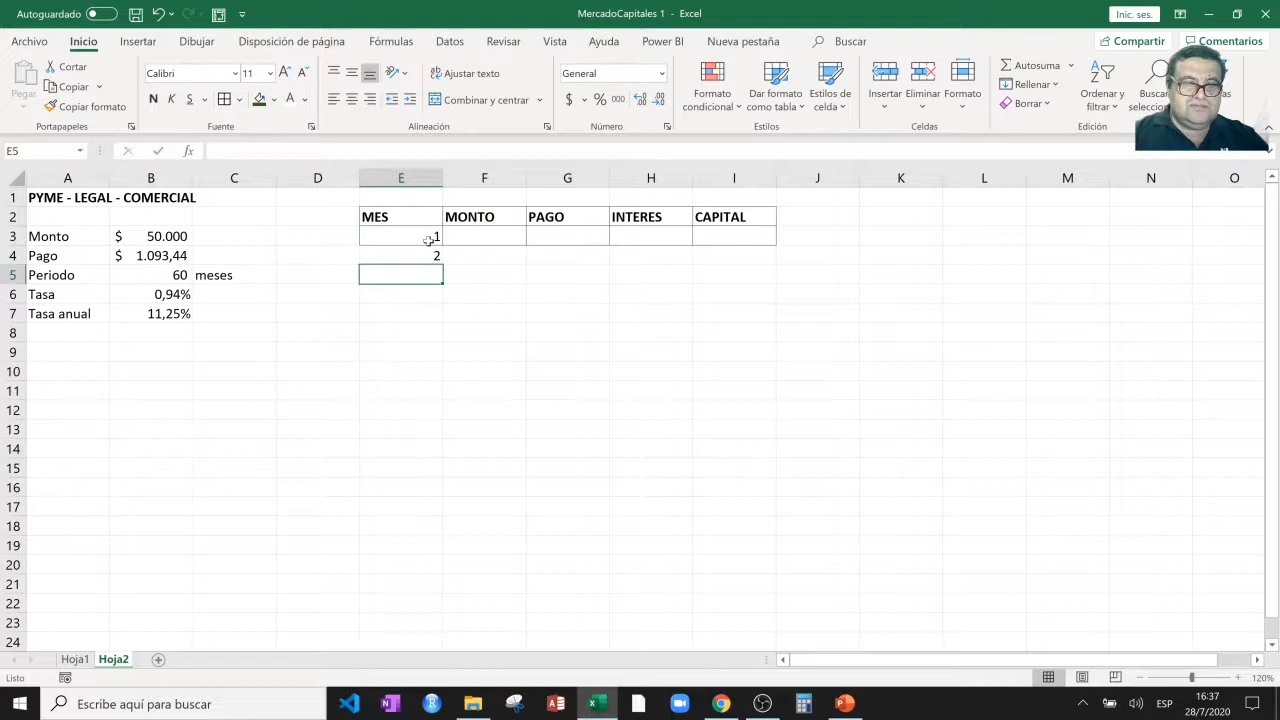 Autoguardado
MercadoCapitales 1 - Excel
Inic. ses.
Archivo Inicio Insertar Dibujar Disposición de página Fórmulas Datos Revisar Vista Ayuda Power BI Buscar Compartir Comentarios
Pegar
Cortar
Copiar
Copiar formato
Portapapeles
Calibri 11
N K S
Fuente
Ajustar texto
Combinar y centrar
Alineación
General
$ % 000
Número
Formato condicional
Dar formato como tabla
Estilos de celda
Estilos
Insertar Eliminar Formato
Celdas
Autosuma
Rellenar
Borrar
Ordenar y filtrar
Edición
E5 fx
A B C D E F G H I J K L M N O
1 PYME - LEGAL - COMERCIAL
2 MES MONTO PAGO INTERES CAPITAL
3 Monto $ 50.000 1
4 Pago $ 1.093,44 2
5 Periodo 60 meses
6 Tasa 0,94%
7 Tasa anual 11,25%
8
9
10
11
12
13
14
15
16
17
18
19
20
21
22
23
24
Hoja1 Hoja2
Listo 120%
Escribe aquí para buscar
ESP
16:37
28/7/2020